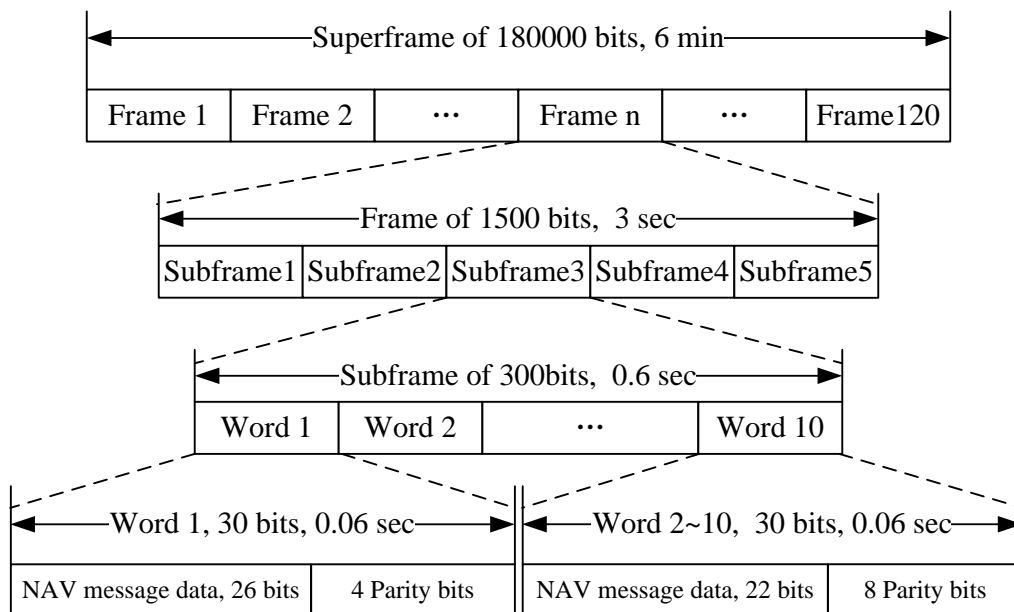 Superframe of 180000 bits, 6 min
Frame 1 Frame 2 ··· Frame n ··· Frame120
Frame of 1500 bits, 3 sec
Subframe1 Subframe2 Subframe3 Subframe4 Subframe5
Subframe of 300bits, 0.6 sec
Word 1 Word 2 ··· Word 10
Word 1, 30 bits, 0.06 sec Word 2~10, 30 bits, 0.06 sec
NAV message data, 26 bits 4 Parity bits NAV message data, 22 bits 8 Parity bits